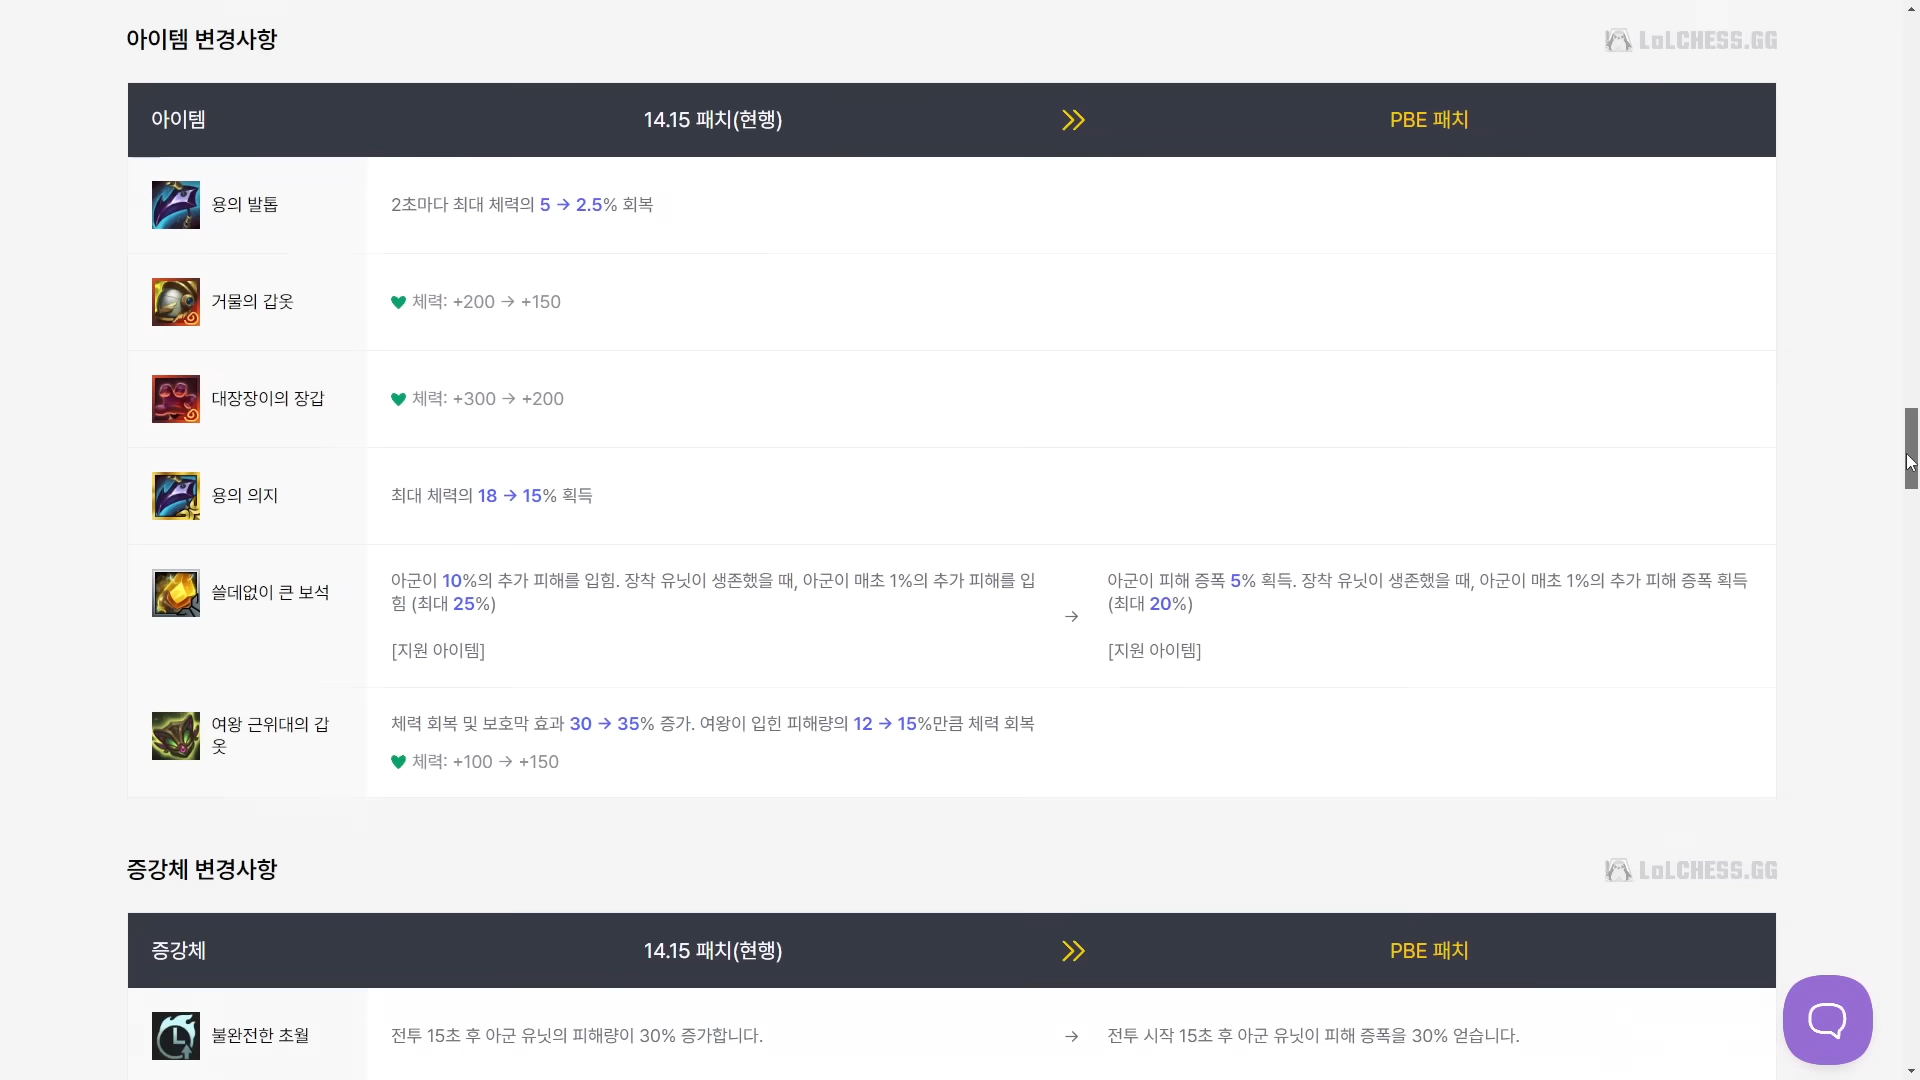 아이템 변경사항
LoLCHESS.GG
아이템 14.15 패치(현행) PBE 패치
용의 발톱 2초마다 최대 체력의 5 → 2.5% 회복
거물의 갑옷 체력: +200 → +150
대장장이의 장갑 체력: +300 → +200
용의 의지 최대 체력의 18 → 15% 획득
쓸데없이 큰 보석
아군이 10%의 추가 피해를 입힘. 장착 유닛이 생존했을 때, 아군이 매초 1%의 추가 피해를 입
힘 (최대 25%)
[지원 아이템]
→
아군이 피해 증폭 5% 획득. 장착 유닛이 생존했을 때, 아군이 매초 1%의 추가 피해 증폭 획득
(최대 20%)
[지원 아이템]
여왕 근위대의 갑
옷
체력 회복 및 보호막 효과 30 → 35% 증가. 여왕이 입힌 피해량의 12 → 15%만큼 체력 회복
체력: +100 → +150
증강체 변경사항
LoLCHESS.GG
증강체 14.15 패치(현행) PBE 패치
불완전한 초월 전투 15초 후 아군 유닛의 피해량이 30% 증가합니다. → 전투 시작 15초 후 아군 유닛이 피해 증폭을 30% 얻습니다.